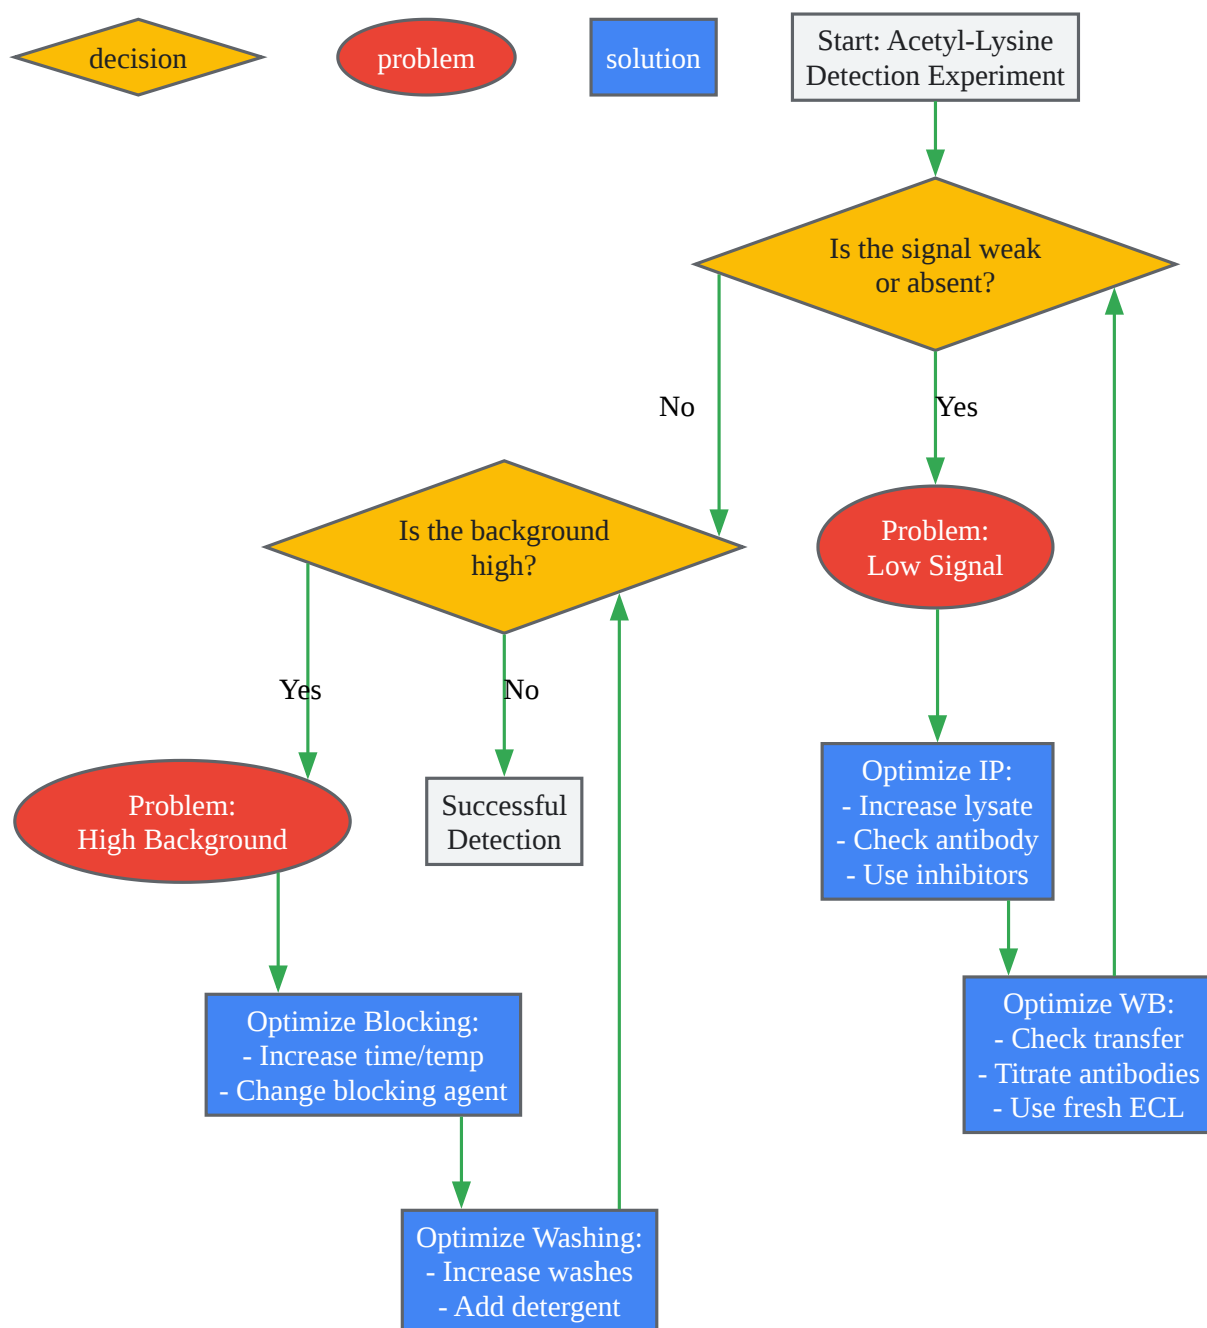 decision
problem
solution
Start: Acetyl-Lysine
Detection Experiment
Is the signal weak
or absent?
No
Yes
Is the background
high?
Problem:
Low Signal
Yes
No
Problem:
High Background
Successful
Detection
Optimize IP:
- Increase lysate
- Check antibody
- Use inhibitors
Optimize Blocking:
- Increase time/temp
- Change blocking agent
Optimize WB:
- Check transfer
- Titrate antibodies
- Use fresh ECL
Optimize Washing:
- Increase washes
- Add detergent